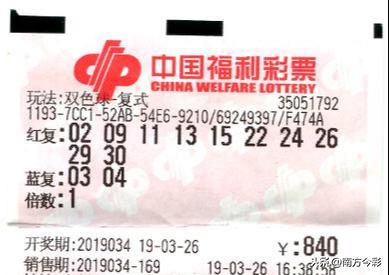 中国福利彩票
CHINA WELFARE LOTTERY
玩法:双色球-复式 35051792
1193-7CC1-52AB-54E6-9210/69249397/F474A
红复:02 09 11 13 15 22 24 26
29 30
蓝复:03 04
倍数:1
开奖期:2019034 19-03-26 ¥:840
销售期:2019034-169 19-03-26 16:38:58
头条@南方今彩